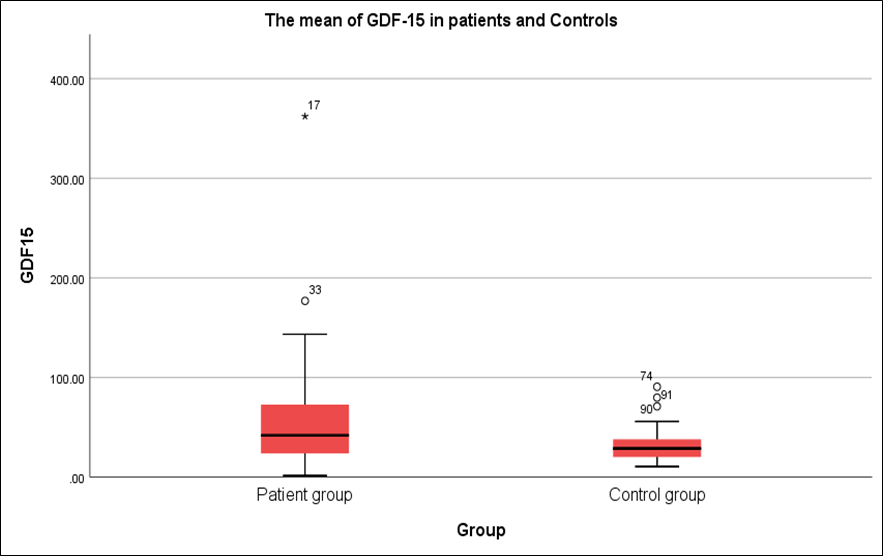 The mean of GDF-15 in patients and Controls
400.00
300.00
200.00
100.00
.00
GDF15
17
33
74
91
90
Patient group
Control group
Group